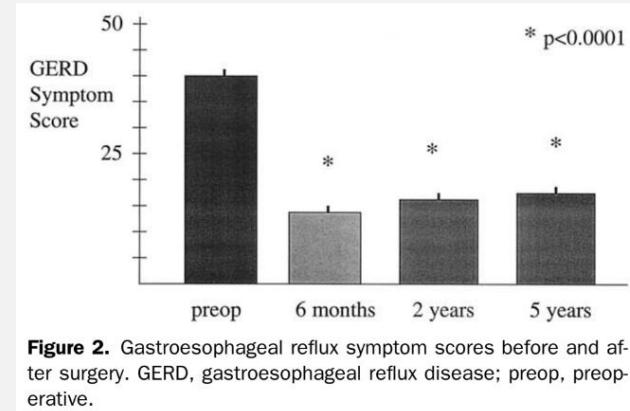 50
* p<0.0001
GERD
Symptom
Score
25
* * *
preop 6 months 2 years 5 years
Figure 2. Gastroesophageal reflux symptom scores before and af-
ter surgery. GERD, gastroesophageal reflux disease; preop, preop-
erative.